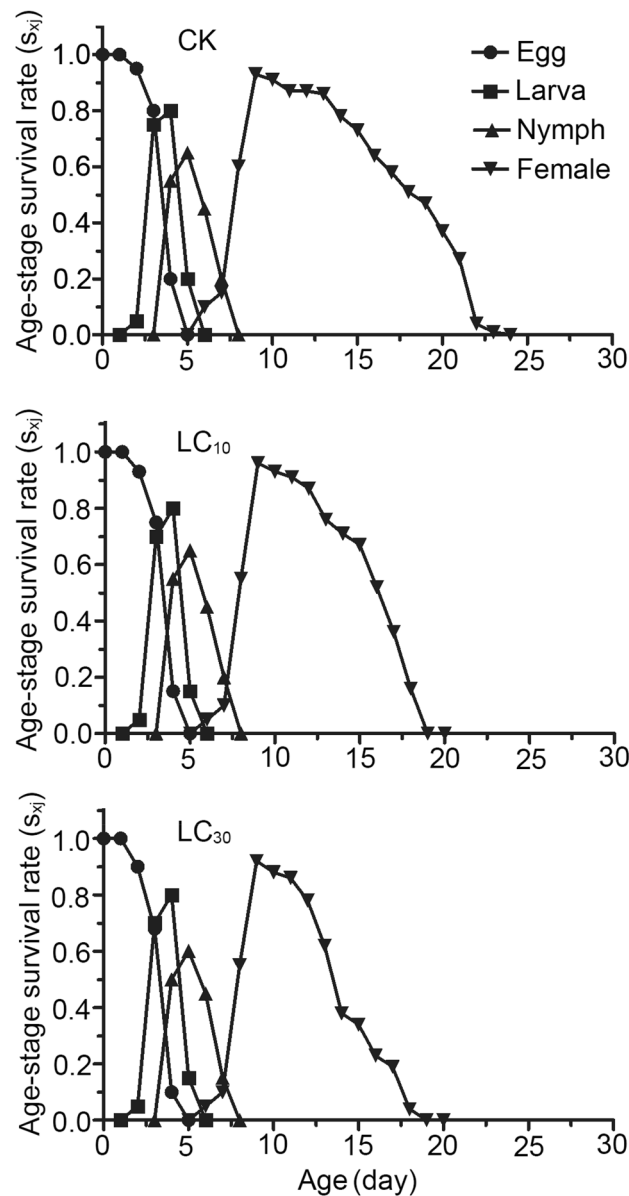 CK
Egg
Larva
Nymph
Female
Age-stage survival rate (sxj)
1.0
0.8
0.6
0.4
0.2
0.0
0 5 10 15 20 25 30
LC10
Age-stage survival rate (sxj)
1.0
0.8
0.6
0.4
0.2
0.0
0 5 10 15 20 25 30
LC30
Age-stage survival rate (sxj)
1.0
0.8
0.6
0.4
0.2
0.0
0 5 10 15 20 25 30
Age (day)